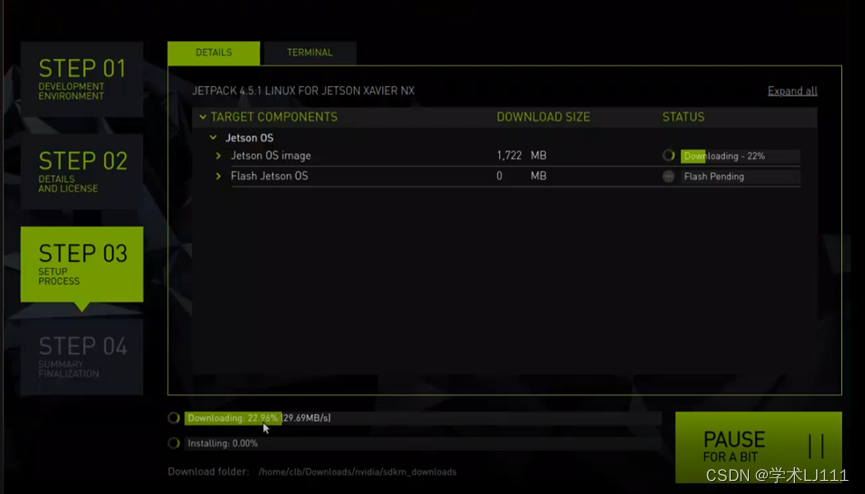 STEP 01
DEVELOPMENT
ENVIRONMENT
STEP 02
DETAILS
AND LICENSE
STEP 03
SETUP
PROCESS
STEP 04
SUMMARY
FINALIZATION
DETAILS TERMINAL
JETPACK 4.5.1 LINUX FOR JETSON XAVIER NX Expand all
TARGET COMPONENTS DOWNLOAD SIZE STATUS
Jetson OS
Jetson OS image 1,722 MB Downloading - 22%
Flash Jetson OS 0 MB Flash Pending
Downloading: 22.96% (29.69MB/s)
Installing: 0.00%
Download folder: /home/clb/Downloads/nvidia/sdkm_downloads
PAUSE
FOR A BIT
CSDN @学术LJ111